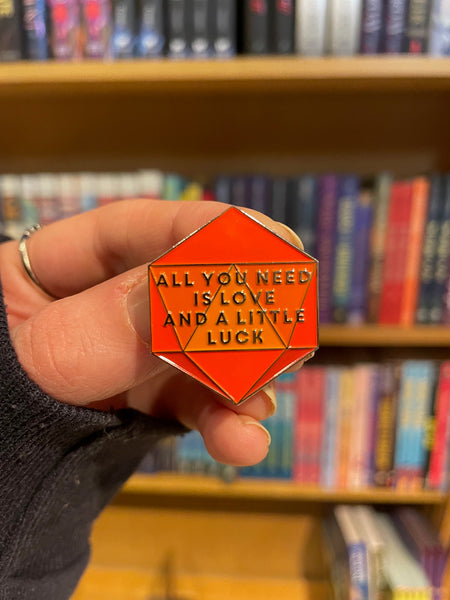 ALL YOU NEED
IS LOVE
AND A LITTLE
LUCK